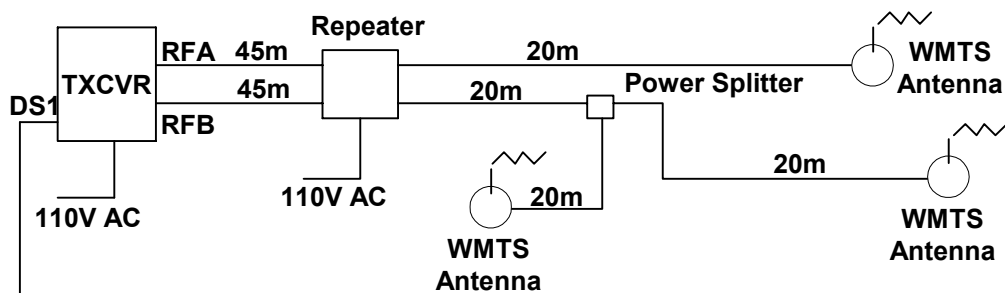 Repeater
RFA
45m
20m
WMTS
Antenna
TXCVR
Power Splitter
DS1
RFB
45m
20m
110V AC
110V AC
20m
20m
WMTS
Antenna
WMTS
Antenna